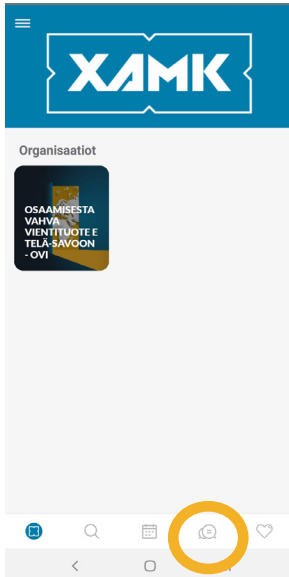 XAMK
Organisaatiot
OSAAMISESTA
VAHVA
VIENTITUOTE E
TELÄ-SAVOON
- OVI